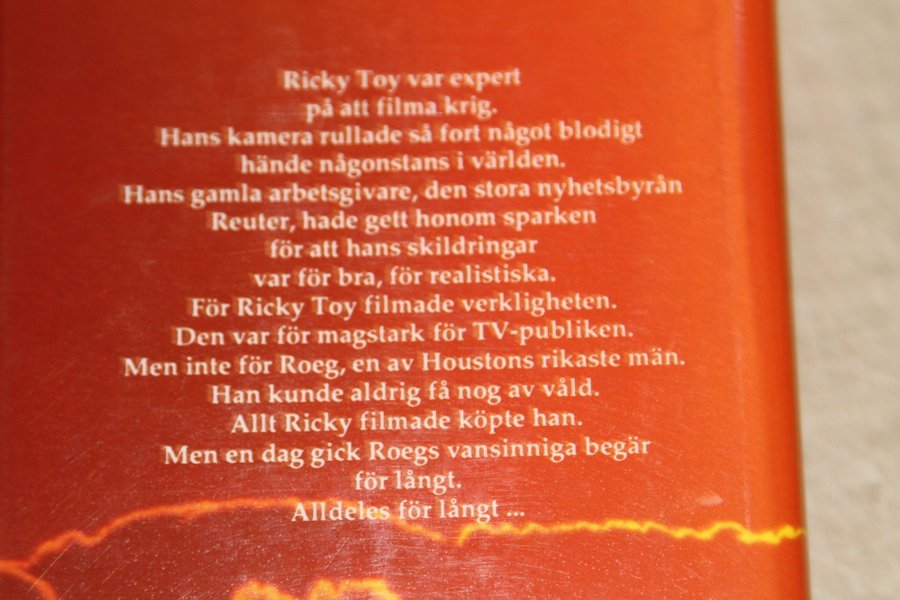 Ricky Toy var expert
på att filma krig.
Hans kamera rullade så fort något blodigt
hände någonstans i världen.
Hans gamla arbetsgivare, den stora nyhetsbyrån
Reuter, hade gett honom sparken
för att hans skildringar
var för bra, för realistiska.
För Ricky Toy filmade verkligheten.
Den var för magstark för TV-publiken.
Men inte för Roeg, en av Houstons rikaste män.
Han kunde aldrig få nog av våld.
Allt Ricky filmade köpte han.
Men en dag gick Roegs vansinniga begär
för långt.
Alldeles för långt ...